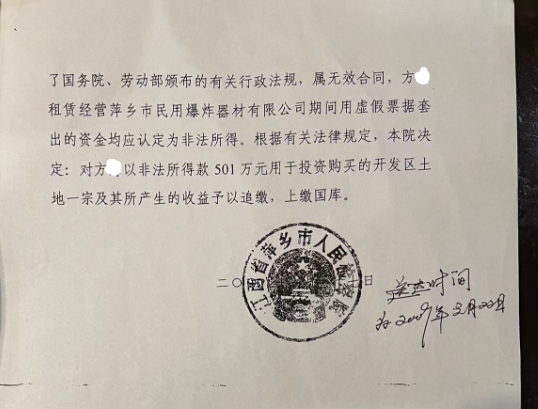 了国务院、劳动部颁布的有关行政法规，属无效合同，方
租赁经营萍乡市民用爆炸器材有限公司期间用虚假票据套
出的资金均应认定为非法所得。根据有关法律规定，本院决
定：对方 以非法所得款 501 万元用于投资购买的开发区土
地一宗及其所产生的收益予以追缴，上缴国库。
江西省萍乡市人民检察院
二〇 日
时间
为2009年 月 日